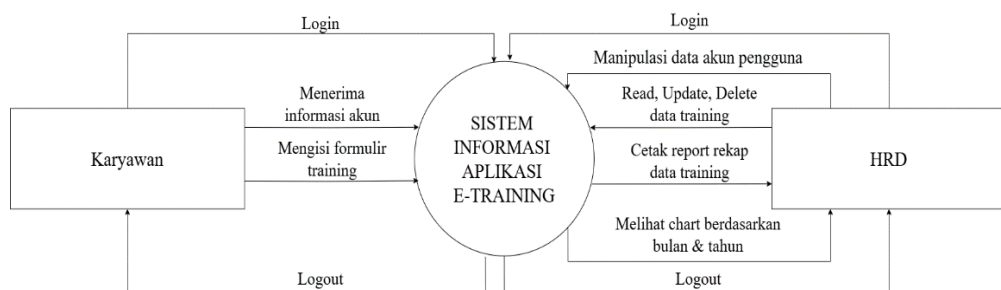 Login
Login
Manipulasi data akun pengguna
Menerima
informasi akun
Read, Update, Delete
data training
SISTEM
INFORMASI
APLIKASI
E-TRAINING
Karyawan
Mengisi formulir
training
Cetak report rekap
data training
HRD
Melihat chart berdasarkan
bulan & tahun
Logout
Logout